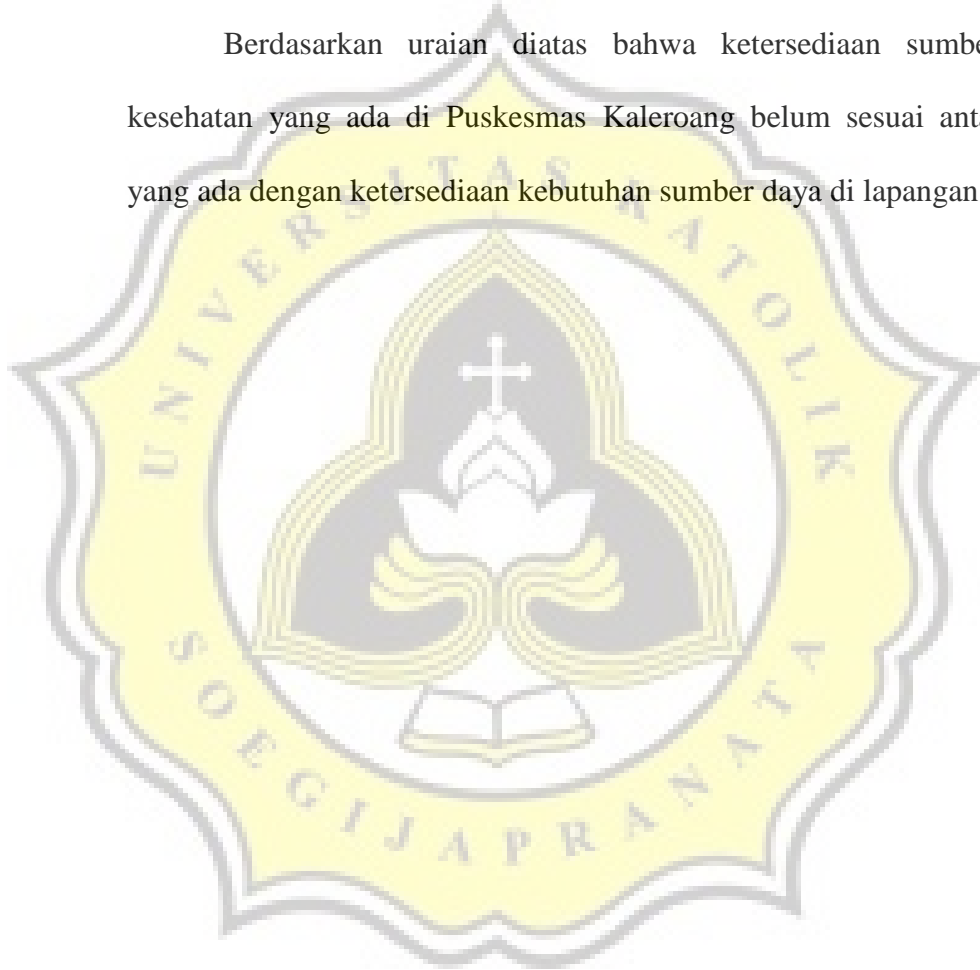 Berdasarkan uraian diatas bahwa ketersediaan sumbe
kesehatan yang ada di Puskesmas Kaleroang belum sesuai anta
yang ada dengan ketersediaan kebutuhan sumber daya di lapangan
UNIVERSITAS KATOLIK
SOEGIJAPRANATA